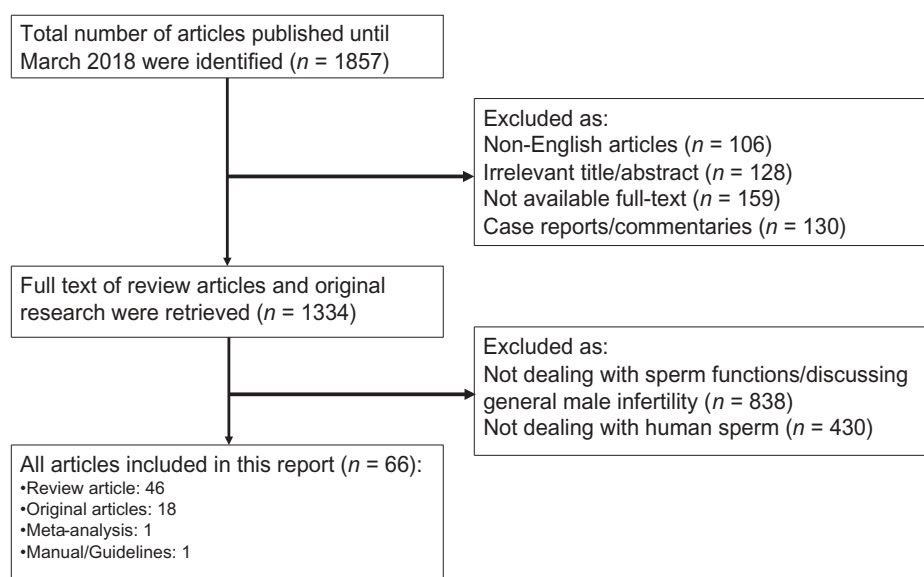 Total number of articles published until
March 2018 were identified (n = 1857)
Excluded as:
Non-English articles (n = 106)
Irrelevant title/abstract (n = 128)
Not available full-text (n = 159)
Case reports/commentaries (n = 130)
Full text of review articles and original
research were retrieved (n = 1334)
Excluded as:
Not dealing with sperm functions/discussing
general male infertility (n = 838)
Not dealing with human sperm (n = 430)
All articles included in this report (n = 66):
•Review article: 46
•Original articles: 18
•Meta-analysis: 1
•Manual/Guidelines: 1